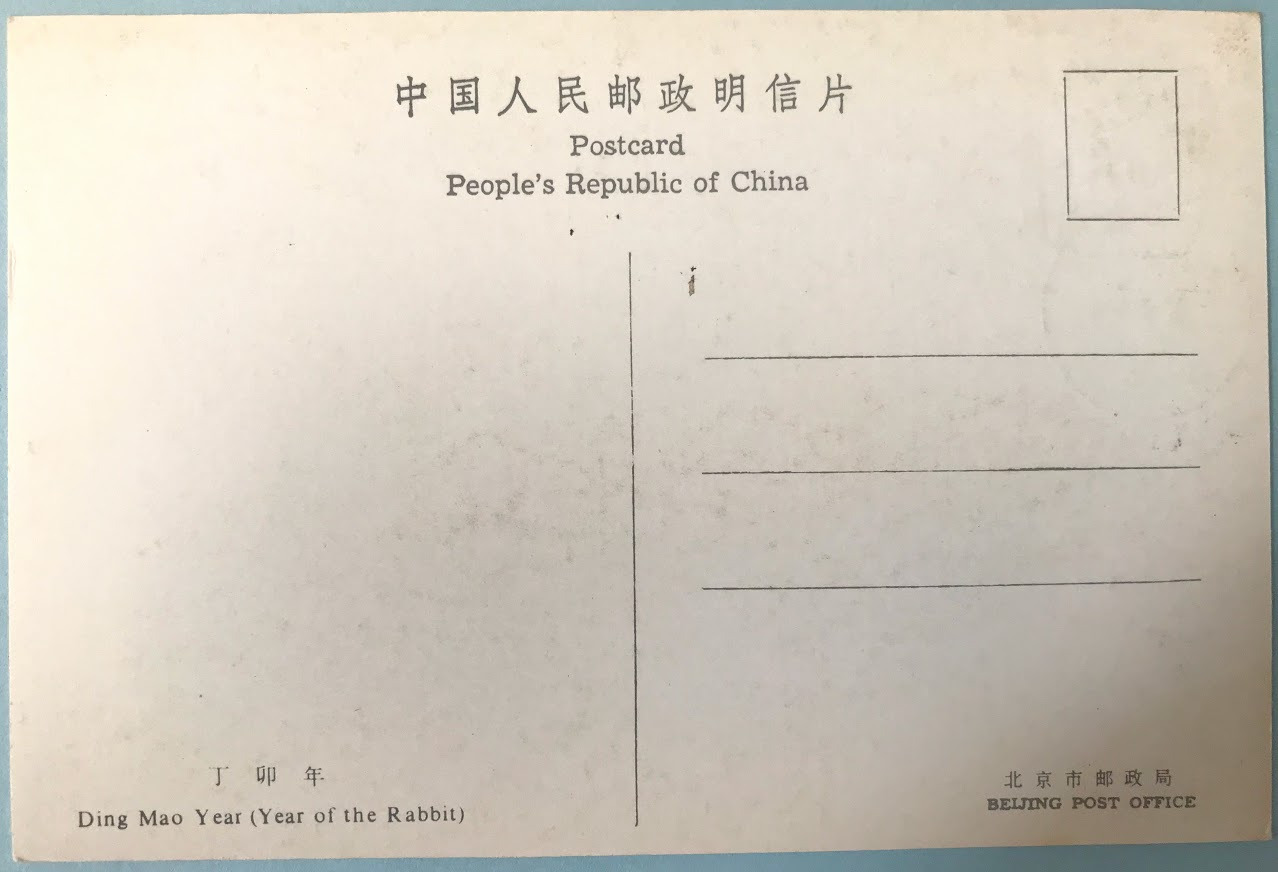 中国人民邮政明信片
Postcard
People's Republic of China
丁卯年
Ding Mao Year (Year of the Rabbit)
北京市邮政局
BEIJING POST OFFICE